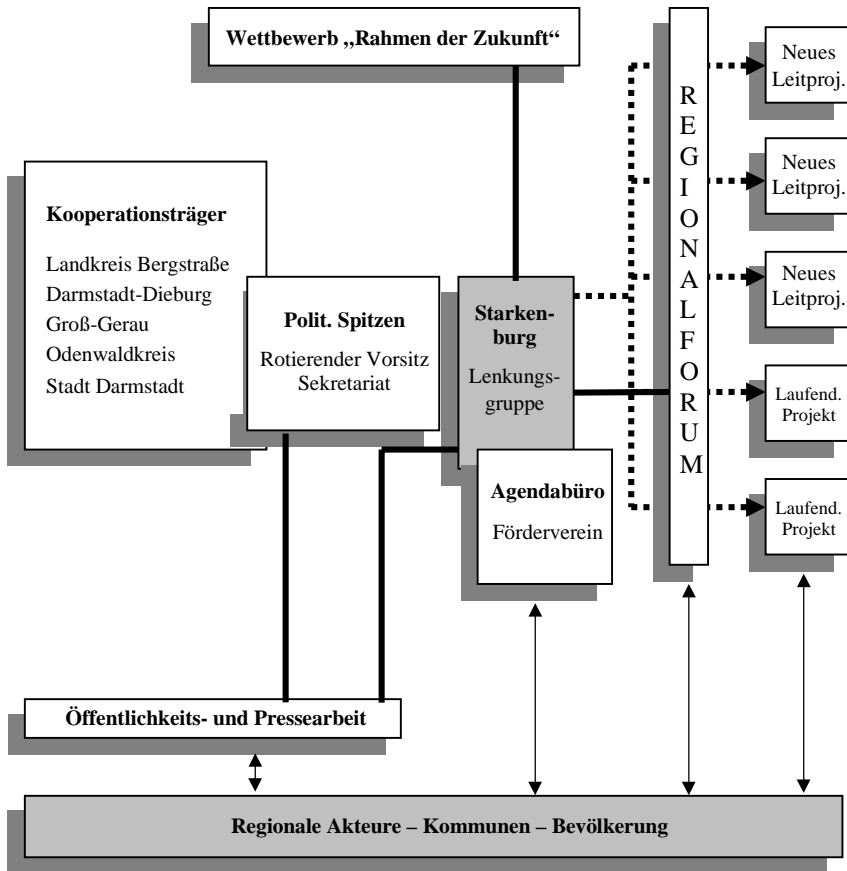 Wettbewerb „Rahmen der Zukunft“
Kooperationsträger
Landkreis Bergstraße
Darmstadt-Dieburg
Groß-Gerau
Odenwaldkreis
Stadt Darmstadt
Polit. Spitzen
Rotierender Vorsitz
Sekretariat
Starken-
burg
Lenkungs-
gruppe
Agendabüro
Förderverein
REGIONALFORUM
Neues
Leitproj.
Neues
Leitproj.
Neues
Leitproj.
Laufend.
Projekt
Laufend.
Projekt
Öffentlichkeits- und Pressearbeit
Regionale Akteure – Kommunen – Bevölkerung